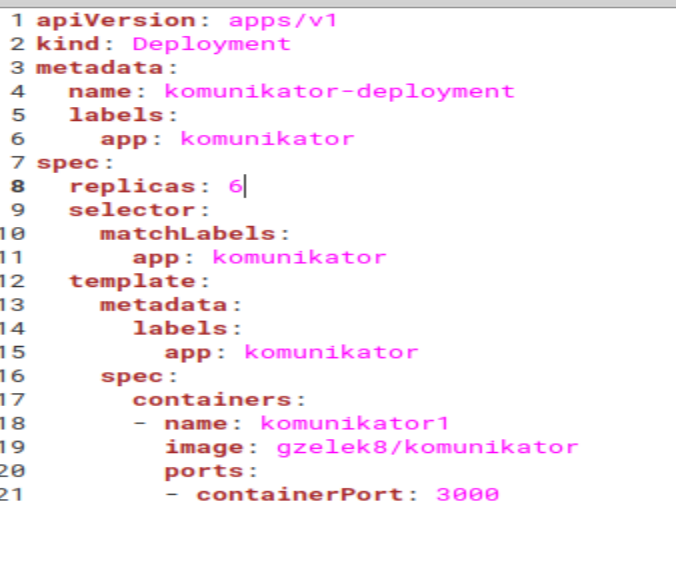 1 apiVersion: apps/v1
2 kind: Deployment
3 metadata:
4   name: komunikator-deployment
5   labels:
6     app: komunikator
7 spec:
8   replicas: 6
9   selector:
10     matchLabels:
11       app: komunikator
12   template:
13     metadata:
14       labels:
15         app: komunikator
16     spec:
17       containers:
18       - name: komunikator1
19         image: gzelek8/komunikator
20         ports:
21         - containerPort: 3000